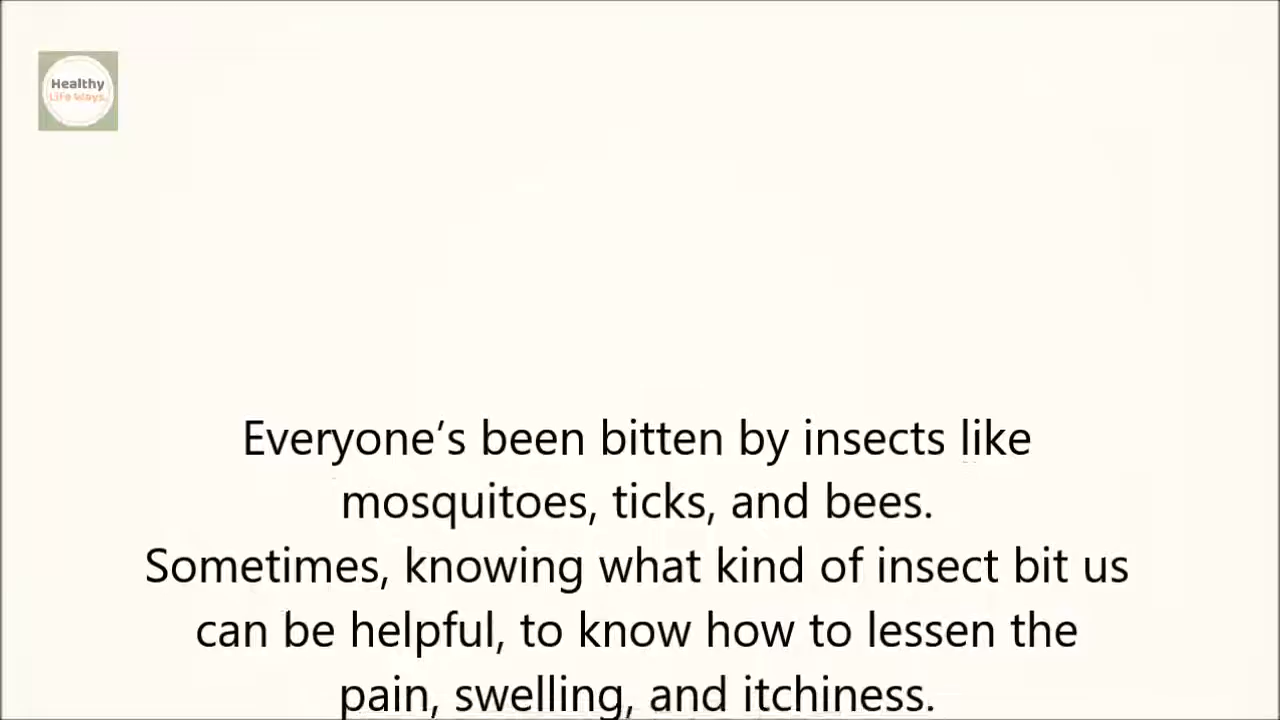 Healthy
Life Ways
Everyone’s been bitten by insects like
mosquitoes, ticks, and bees.
Sometimes, knowing what kind of insect bit us
can be helpful, to know how to lessen the
pain, swelling, and itchiness.